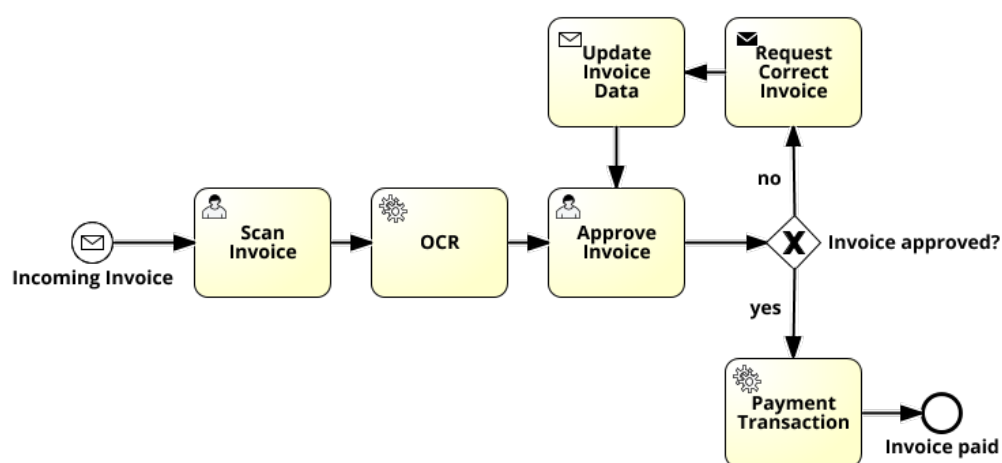 Update
Invoice
Data
Request
Correct
Invoice
no
Incoming Invoice
Scan
Invoice
OCR
Approve
Invoice
Invoice approved?
yes
Payment
Transaction
Invoice paid